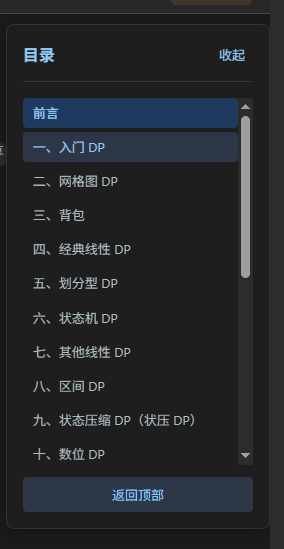 目录
收起
前言
一、入门 DP
二、网格图 DP
三、背包
四、经典线性 DP
五、划分型 DP
六、状态机 DP
七、其他线性 DP
八、区间 DP
九、状态压缩 DP（状压 DP）
十、数位 DP
返回顶部